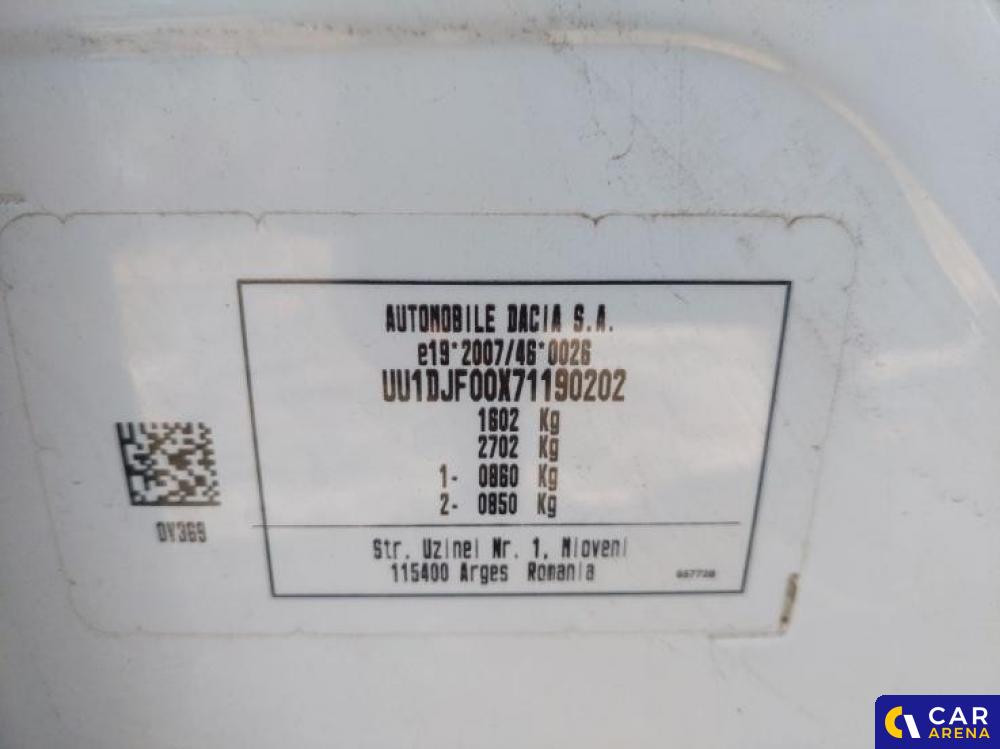 AUTOMOBILE DACIA S.A.
e19*2007/46*0026
UU1DJF00X71190202
1602 Kg
2702 Kg
1- 0860 Kg
2- 0850 Kg
DV369
Str. Uzinei Nr. 1, Mioveni
115400 Arges Romania
CAR
ARENA